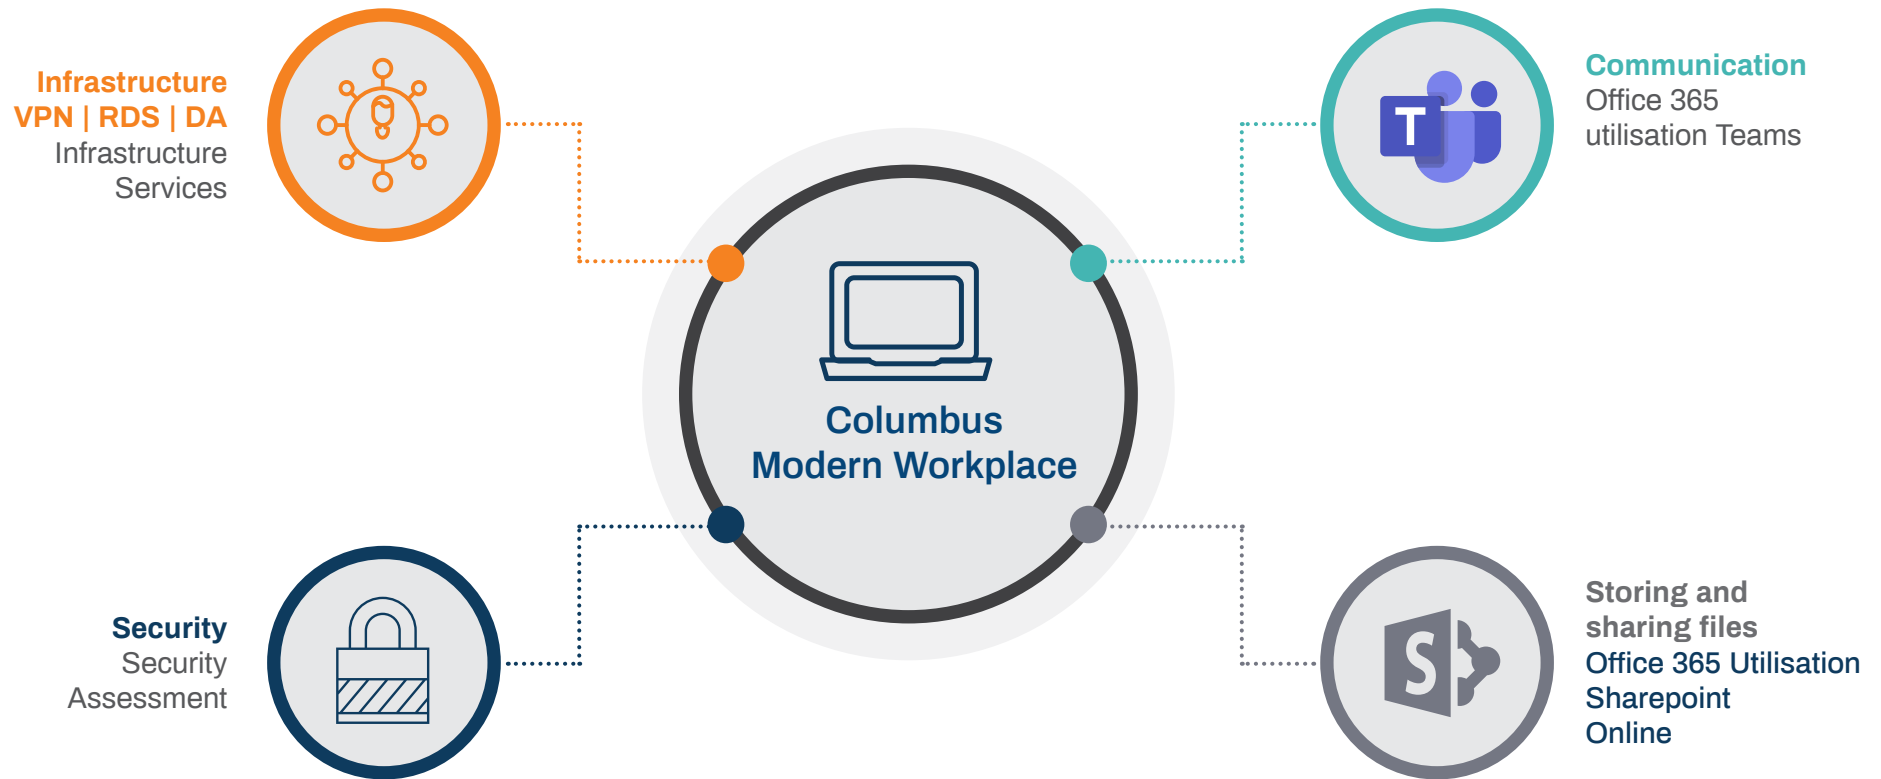 Infrastructure
VPN | RDS | DA
Infrastructure
Services
T
Communication
Office 365
utilisation Teams
Columbus
Modern Workplace
Security
Security
Assessment
S
Storing and
sharing files
Office 365 Utilisation
Sharepoint
Online